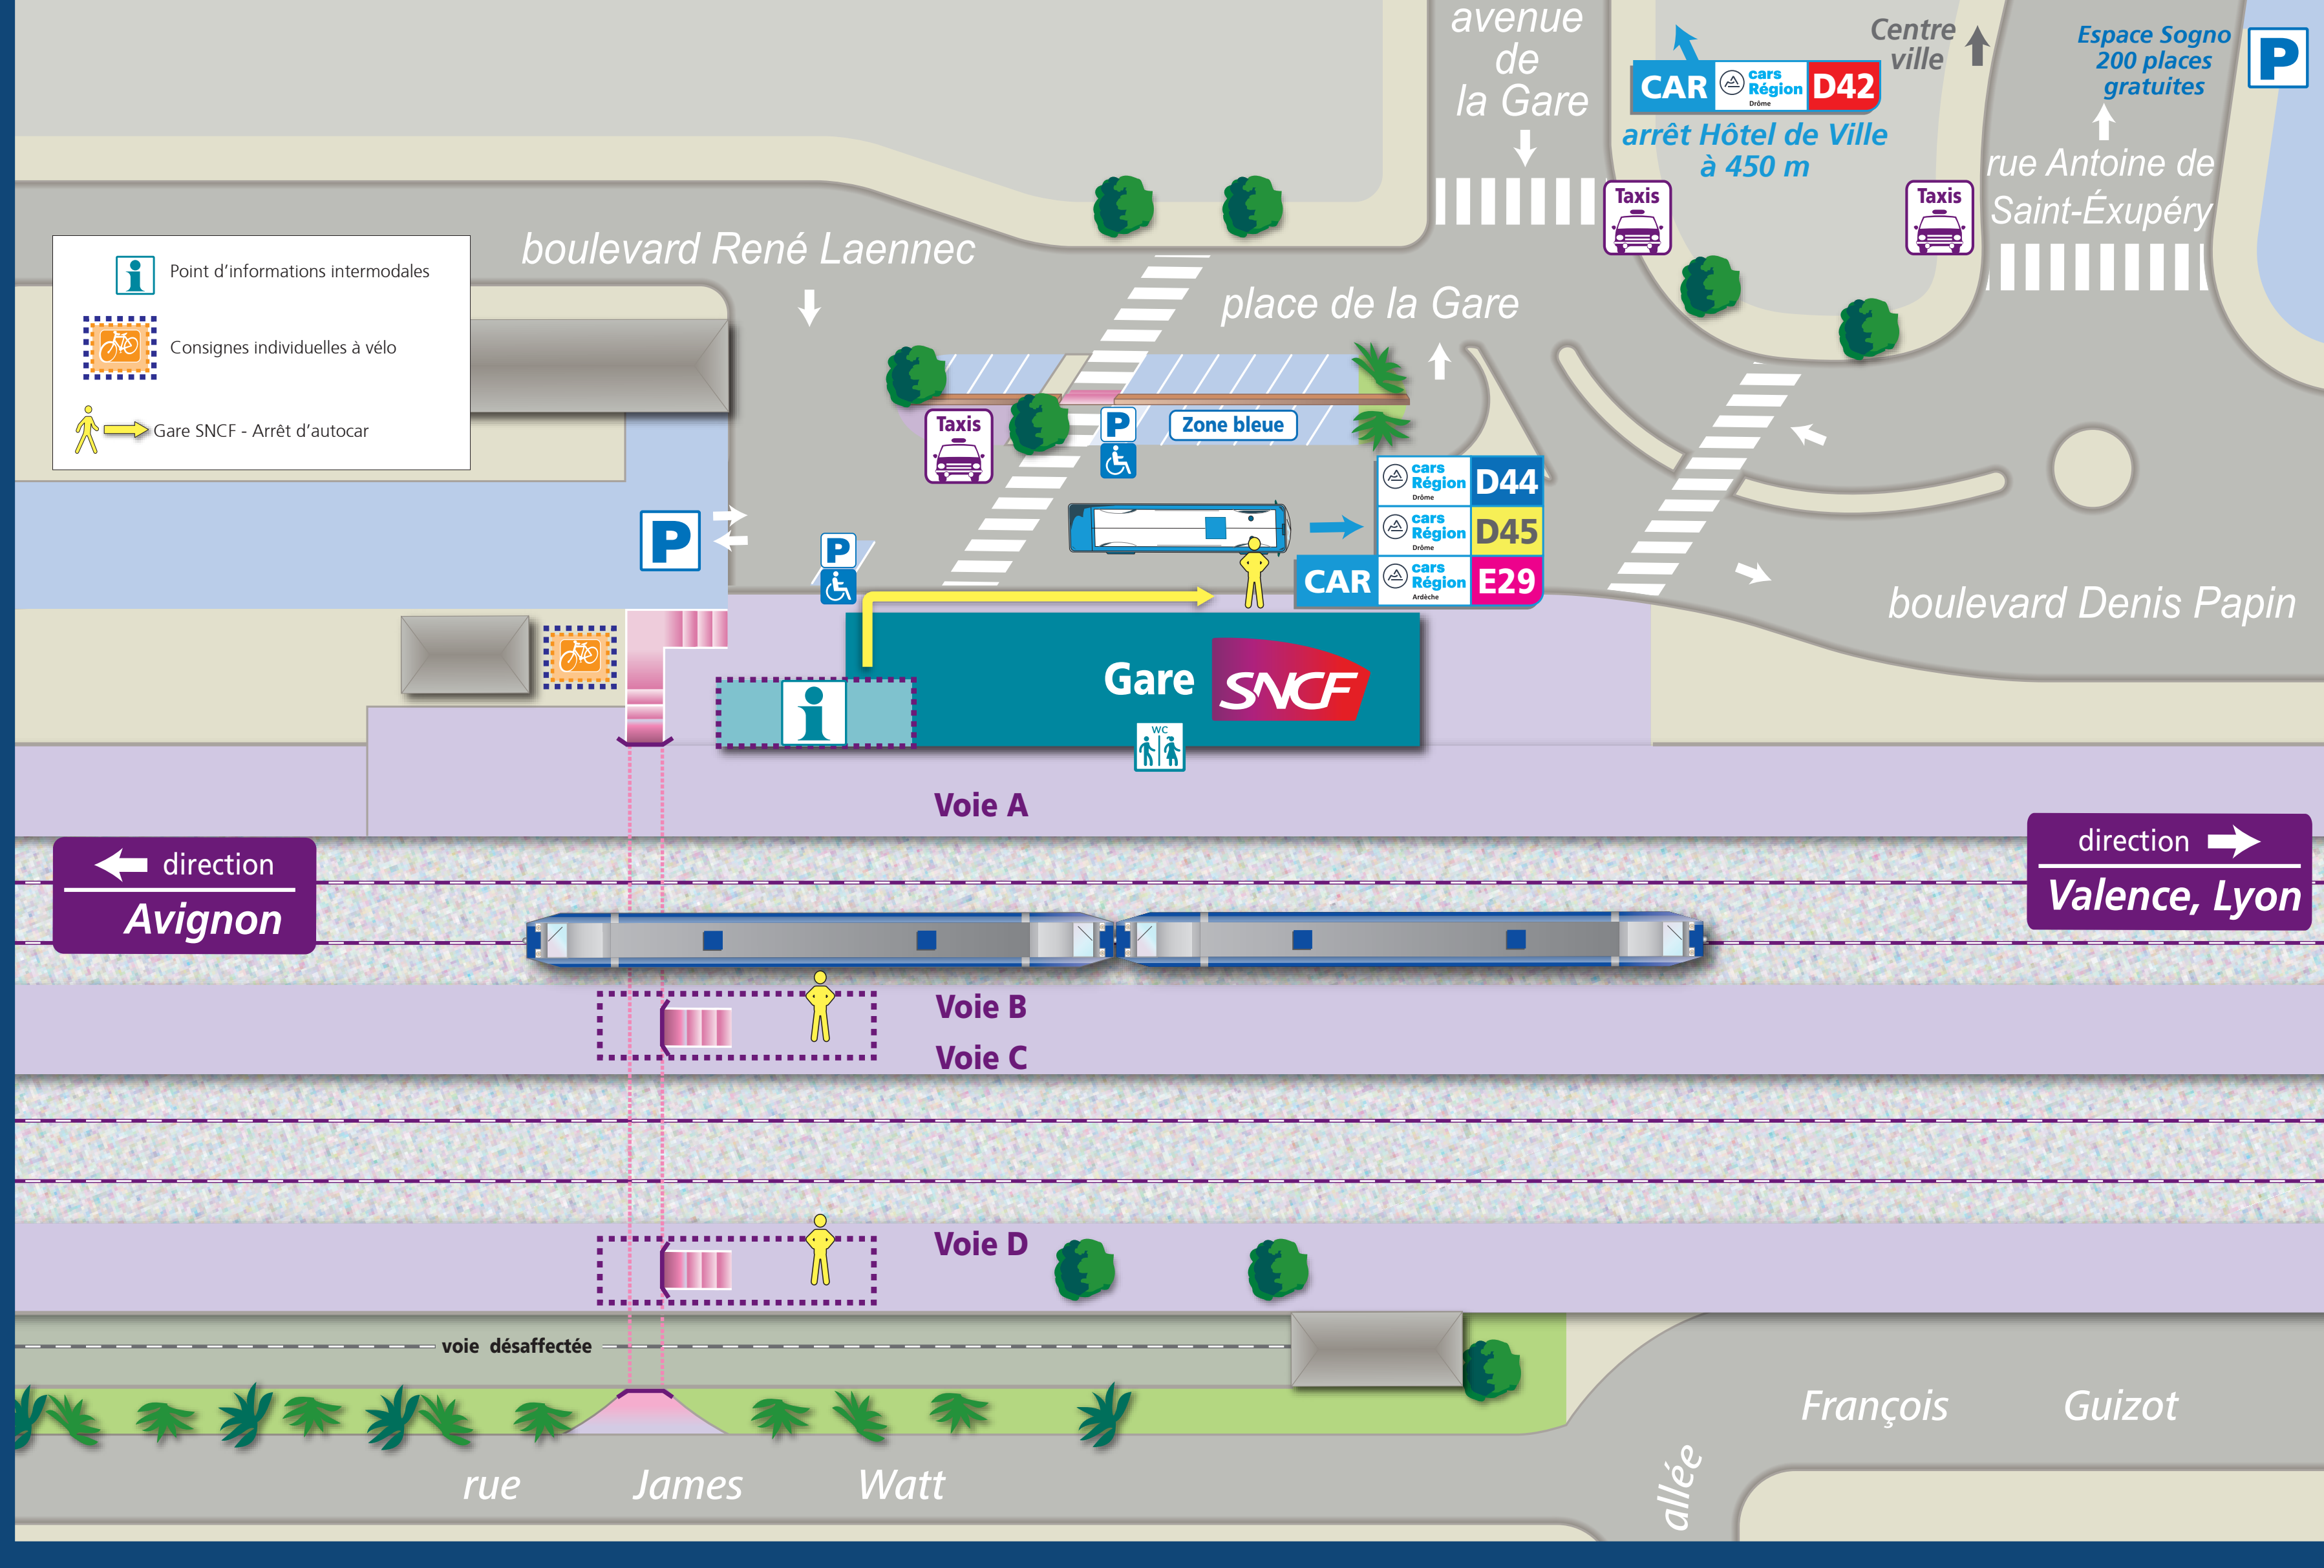 avenue
de
la Gare
CAR
cars
Région
Drôme
D42
arrêt Hôtel de Ville
à 450 m
Centre
ville
Espace Sogno
200 places
gratuites
P
rue Antoine de
Saint-Éxupéry
Taxis
Taxis
boulevard René Laennec
place de la Gare
i
Point d'informations intermodales
Consignes individuelles à vélo
Gare SNCF - Arrêt d'autocar
Taxis
P
Zone bleue
cars
Région
Drôme
D44
cars
Région
Drôme
D45
CAR
cars
Région
Ardèche
E29
P
P
boulevard Denis Papin
i
Gare
SNCF
WC
Voie A
direction
Avignon
direction
Valence, Lyon
Voie B
Voie C
Voie D
voie désaffectée
François Guizot
allée
rue James Watt